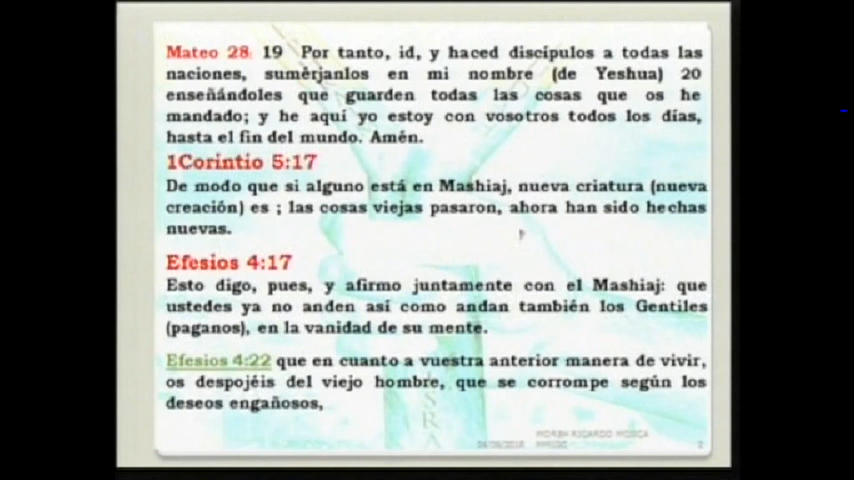 Mateo 28: 19 Por tanto, id, y haced discípulos a todas las
naciones, sumérjanlos en mi nombre (de Yeshua) 20
enseñándoles que guarden todas las cosas que os he
mandado; y he aquí yo estoy con vosotros todos los días,
hasta el fin del mundo. Amén.
1Corintio 5:17
De modo que si alguno está en Mashiaj, nueva criatura (nueva
creación) es ; las cosas viejas pasaron, ahora han sido hechas
nuevas.
Efesios 4:17
Esto digo, pues, y afirmo juntamente con el Mashiaj: que
ustedes ya no anden así como andan también los Gentiles
(paganos), en la vanidad de su mente.
Efesios 4:22 que en cuanto a vuestra anterior manera de vivir,
os despojéis del viejo hombre, que se corrompe según los
deseos engañosos,
ISRA
RICARDO
2